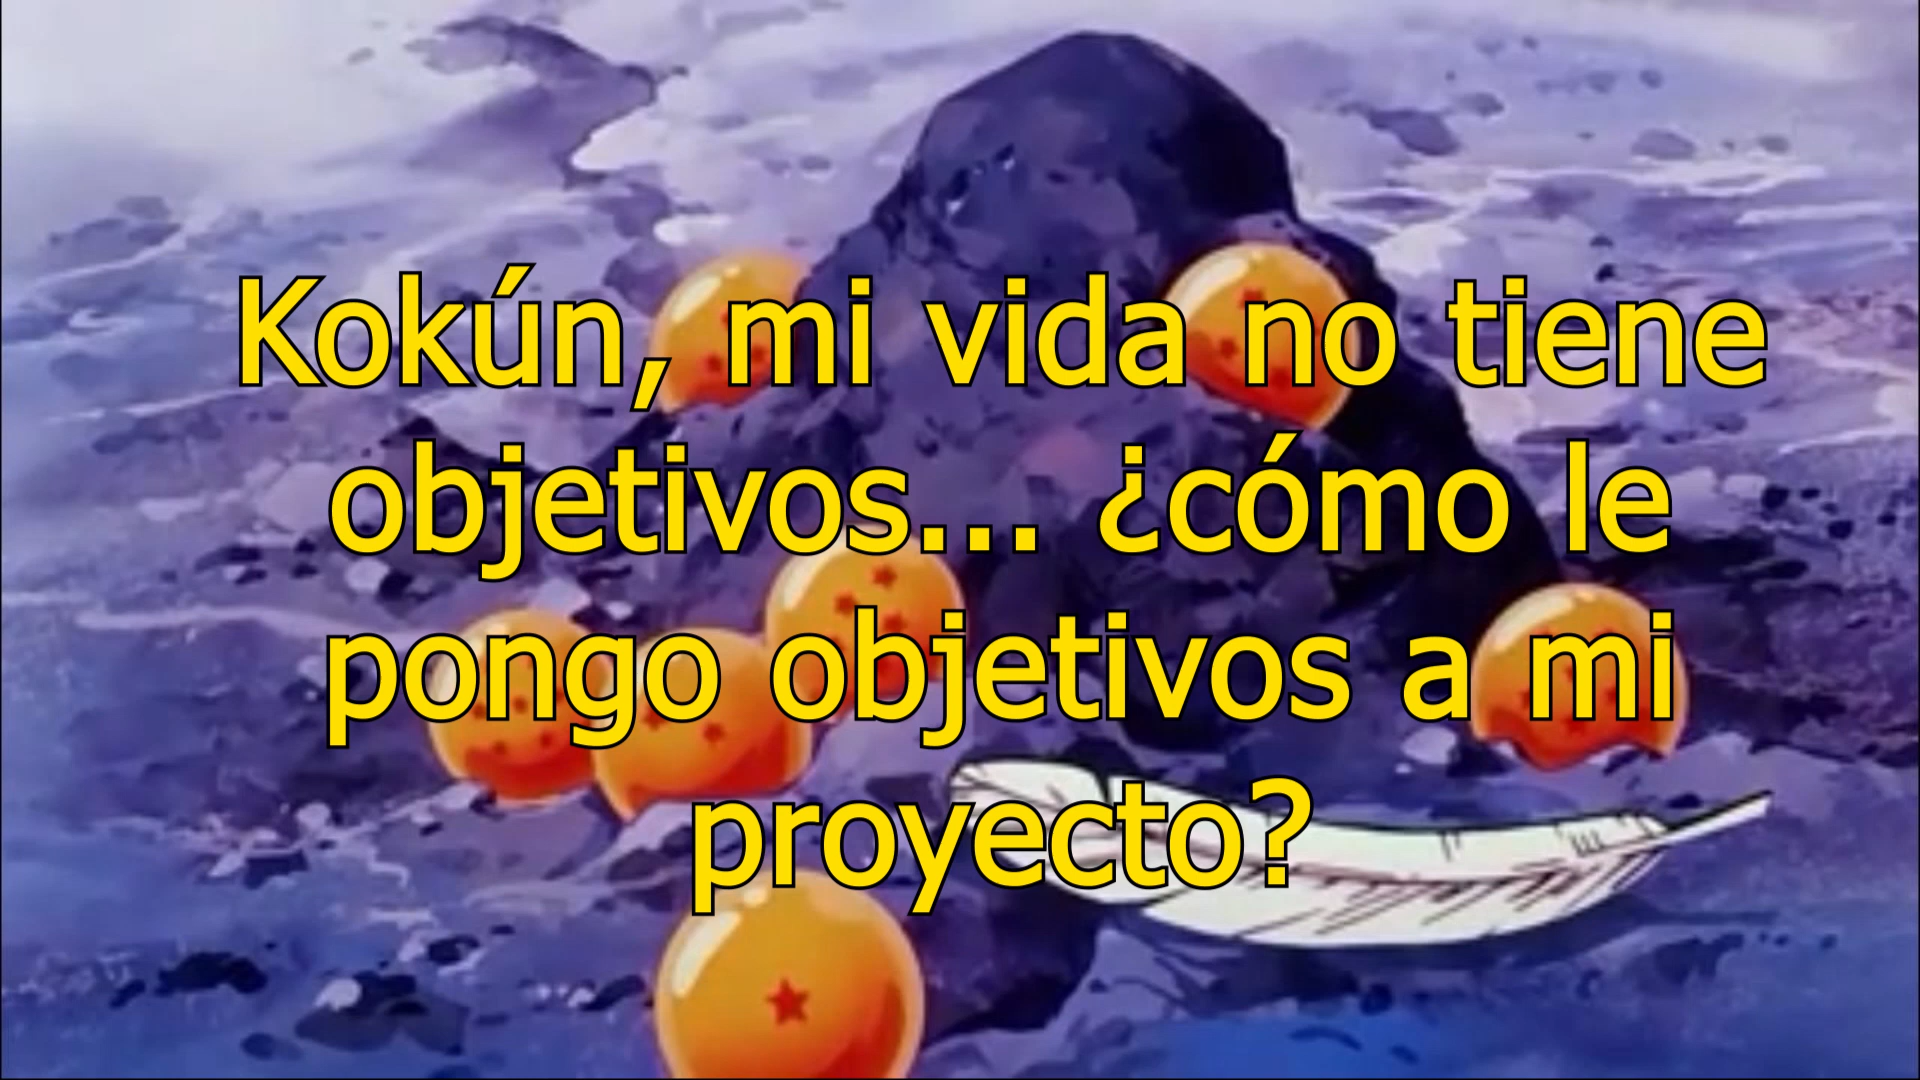 Kokún, mi vida no tiene
objetivos... ¿cómo le
pongo objetivos a mi
proyecto?